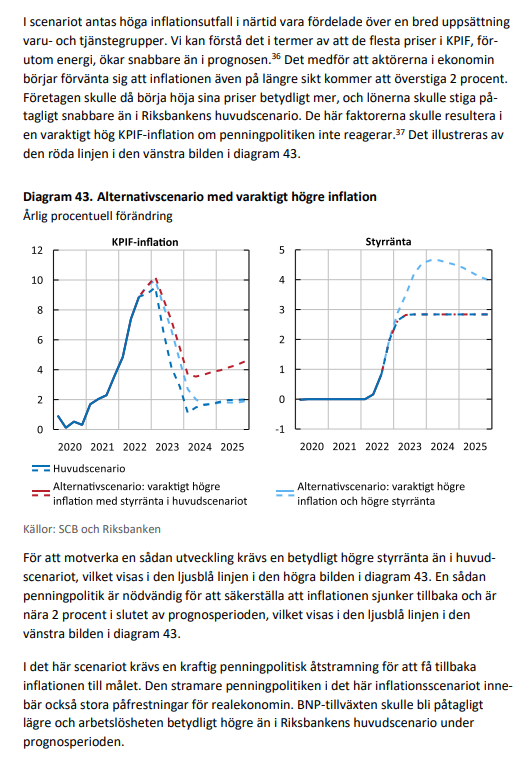 I scenariot antas höga inflationsutfall i närtid vara fördelade över en bred uppsättning
varu- och tjänstegrupper. Vi kan förstå det i termer av att de flesta priser i KPIF, för-
utom energi, ökar snabbare än i prognosen.³⁶ Det medför att aktörerna i ekonomin
börjar förvänta sig att inflationen även på längre sikt kommer att överstiga 2 procent.
Företagen skulle då börja höja sina priser betydligt mer, och lönerna skulle stiga på-
tagligt snabbare än i Riksbankens huvudscenario. De här faktorerna skulle resultera i
en varaktigt hög KPIF-inflation om penningpolitiken inte reagerar.³⁷ Det illustreras av
den röda linjen i den vänstra bilden i diagram 43.
Diagram 43. Alternativscenario med varaktigt högre inflation
Årlig procentuell förändring
KPIF-inflation
12
10
8
6
4
2
0
2020 2021 2022 2023 2024 2025
Styrränta
5
4
3
2
1
0
-1
2020 2021 2022 2023 2024 2025
Huvudscenario
Alternativscenario: varaktigt högre
inflation med styrränta i huvudscenariot
Alternativscenario: varaktigt högre
inflation och högre styrränta
Källor: SCB och Riksbanken
För att motverka en sådan utveckling krävs en betydligt högre styrränta än i huvud-
scenariot, vilket visas i den ljusblå linjen i den högra bilden i diagram 43. En sådan
penningpolitik är nödvändig för att säkerställa att inflationen sjunker tillbaka och är
nära 2 procent i slutet av prognosperioden, vilket visas i den ljusblå linjen i den
vänstra bilden i diagram 43.
I det här scenariot krävs en kraftig penningpolitisk åtstramning för att få tillbaka
inflationen till målet. Den stramare penningpolitiken i det här inflationsscenariot inne-
bär också stora påfrestningar för realekonomin. BNP-tillväxten skulle bli påtagligt
lägre och arbetslösheten betydligt högre än i Riksbankens huvudscenario under
prognosperioden.